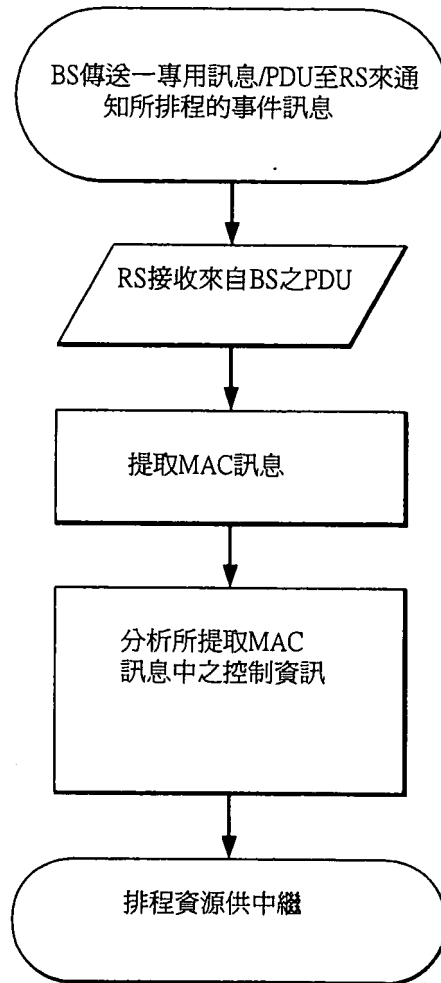 BS傳送一專用訊息/PDU至RS來通
知所排程的事件訊息
RS接收來自BS之PDU
提取MAC訊息
分析所提取MAC
訊息中之控制資訊
排程資源供中繼